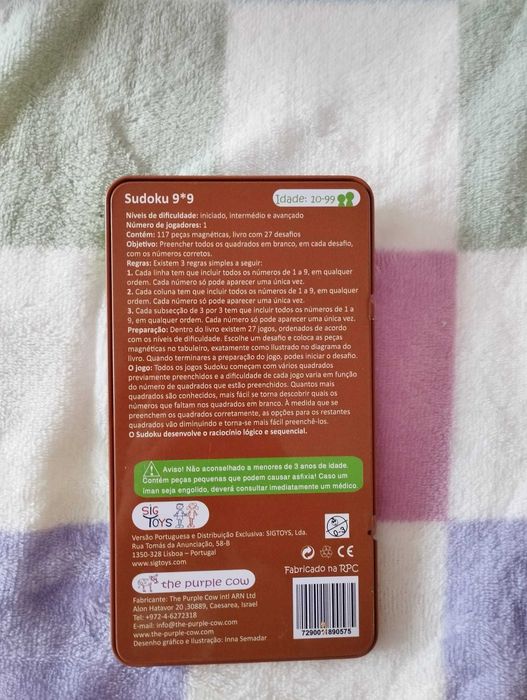 Sudoku 9*9
Idade: 10-99
Níveis de dificuldade: iniciado, intermédio e avançado
Número de jogadores: 1
Contém: 117 peças magnéticas, livro com 27 desafios
Objetivo: Preencher todos os quadrados em branco, em cada desafio,
com os números corretos.
Regras: Existem 3 regras simples a seguir:
1. Cada linha tem que incluir todos os números de 1 a 9, em qualquer
ordem. Cada número só pode aparecer uma única vez.
2. Cada coluna tem que incluir todos os números de 1 a 9, em qualquer
ordem. Cada número só pode aparecer uma única vez.
3. Cada subsecção de 3 por 3 tem que incluir todos os números de 1 a
9, em qualquer ordem. Cada número só pode aparecer uma única vez.
Preparação: Dentro do livro existem 27 jogos, ordenados de acordo
com os níveis de dificuldade. Escolhe um desafio e coloca as peças
magnéticas no tabuleiro, exatamente como ilustrado no diagrama do
livro. Quando terminares a preparação do jogo, podes iniciar o desafio.
O jogo: Todos os jogos Sudoku começam com vários quadrados
previamente preenchidos e a dificuldade de cada jogo varia em função
do número de quadrados que estão preenchidos. Quantos mais
quadrados são conhecidos, mais fácil se torna descobrir quais os
números que faltam nos quadrados em branco. À medida que se
preenchem os quadrados corretamente, as opções para os restantes
quadrados vão diminuindo e torna-se mais fácil preenchê-los.
O Sudoku desenvolve o raciocínio lógico e sequencial.
Aviso! Não aconselhado a menores de 3 anos de idade.
Contém peças pequenas que podem causar asfixia! Caso um
íman seja engolido, deverá consultar imediatamente um médico.
SIG
TOYS
0-3
Versão Portuguesa e Distribuição Exclusiva: SIGTOYS, Lda.
Rua Tomás da Anunciação, 58-B
1350-328 Lisboa – Portugal
www.sigtoys.com
CE
Fabricado na RPC
the purple cow
Fabricante: The Purple Cow intl ARN Ltd
Alon Hatavor 20 ,30889, Caesarea, Israel
Tel: +972-4-6272318
E-mail: info@the-purple-cow.com
www.the-purple-cow.com
Desenho gráfico e ilustração: Inna Semadar
7290018890575